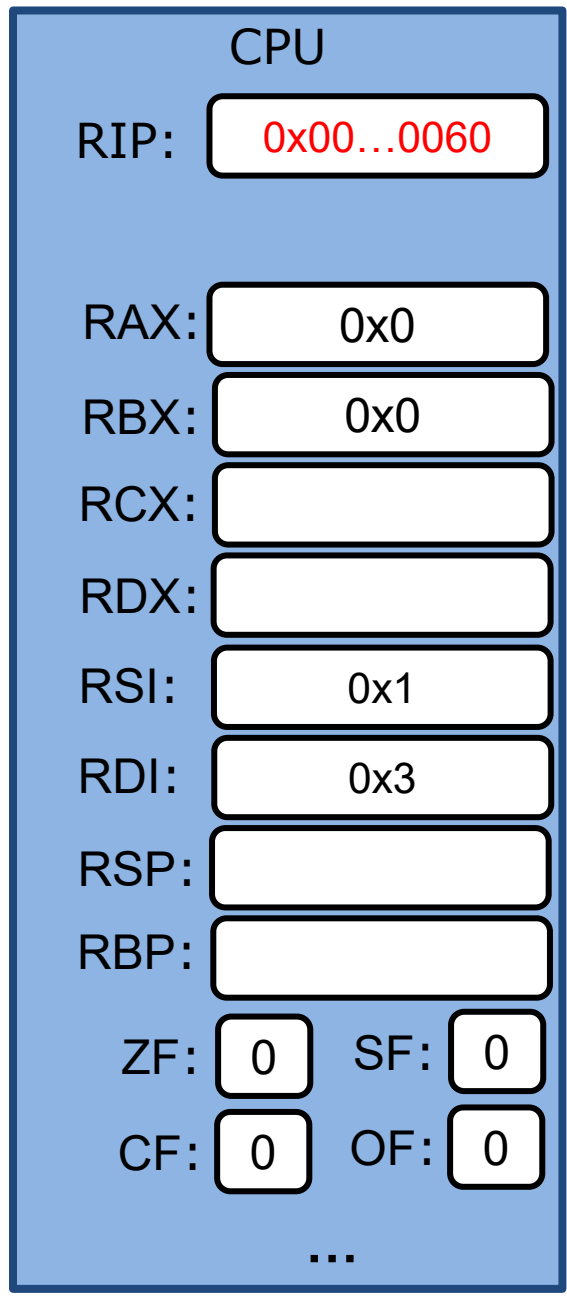 CPU
RIP: 0x00…0060
RAX: 0x0
RBX: 0x0
RCX:
RDX:
RSI: 0x1
RDI: 0x3
RSP:
RBP:
ZF: 0 SF: 0
CF: 0 OF: 0
...